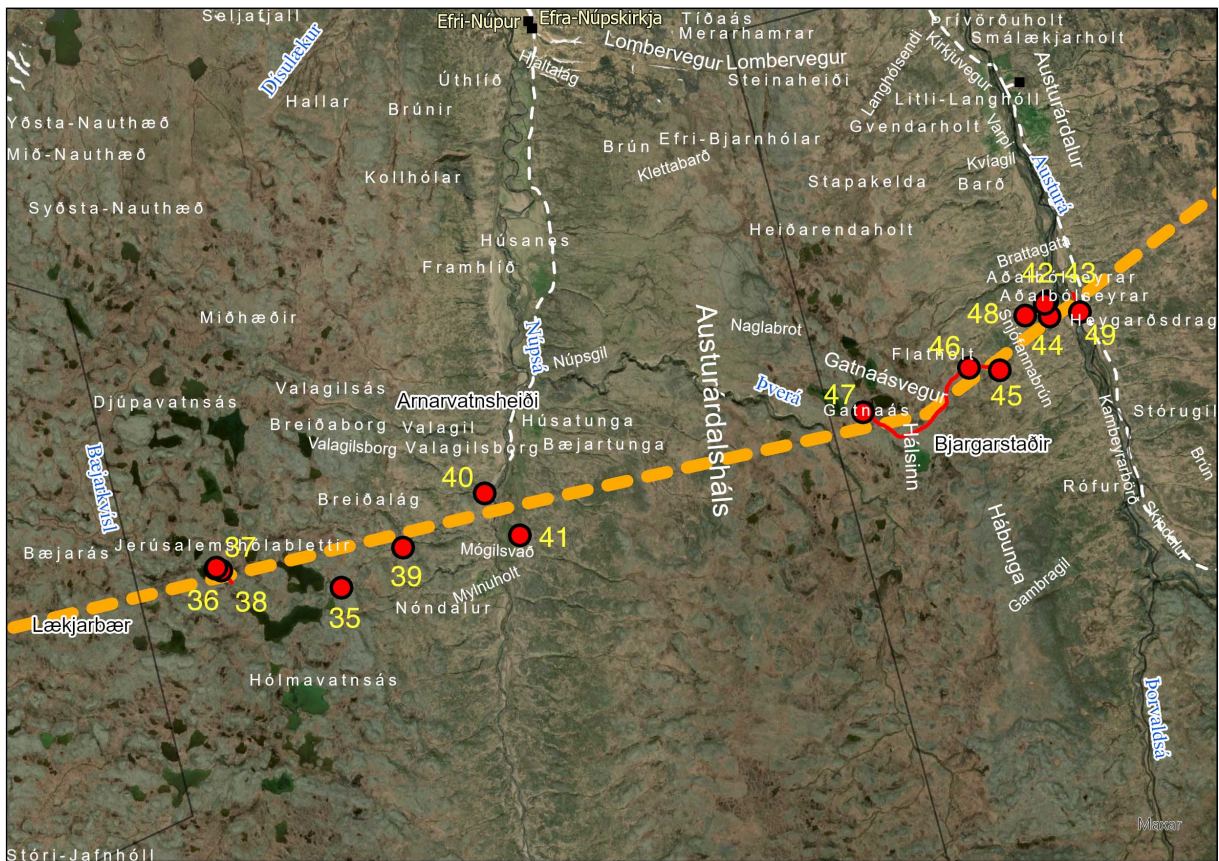 Seljafjall
Efri-Núpur
Efra-Núpskirkja
Tíðaás
Merarhamrar
Þrívörðuholt
Smálækjarholt
Dísulækur
Hjaltalág
Lombervegur
Lombervegur
Langhólsendi
Kirkjuvegur
Austurárdalur
Úthlíð
Steinaheiði
Hallar
Brúnir
Litli-Langhóll
Yðsta-Nauthæð
Gvendarholt
Varpi
Mið-Nauthæð
Brún
Efri-Bjarnhólar
Kvíagil
Klettabarð
Kollhólar
Stapakelda
Barð
Austurá
Syðsta-Nauthæð
Heiðarendaholt
Húsanes
Brattagata
Framhlíð
42-43
Aðalbólseyrar
Aðalbólseyrar
Miðhæðir
Naglabrot
48
44
49
Heygarðsdrag
Snjófannabrún
Núpsá
Núpsgil
Austurárdalsháls
46
Flatholt
Gatnaásvegur
45
Þverá
Valagilsás
47
Djúpavatnsás
Arnarvatnsheiði
Gatnaás
Kambeyrarbörð
Stórugil
Breiðaborg
Valagil
Húsatunga
Valagilsborg
Valagilsborg
Bæjartunga
Hálsinn
Bjargarstaðir
Brún
Bæjarkvísl
40
Breiðalág
Rófur
Skindalur
Hábunga
41
Jerúsalemshólablettir
37
Bæjarás
39
Mógilsvað
Gambragil
36
38
35
Mylnuholt
Nóndalur
Lækjarbær
Hólmavatnsás
Þorvaldsá
Maxar
Stóri-Jafnhóll